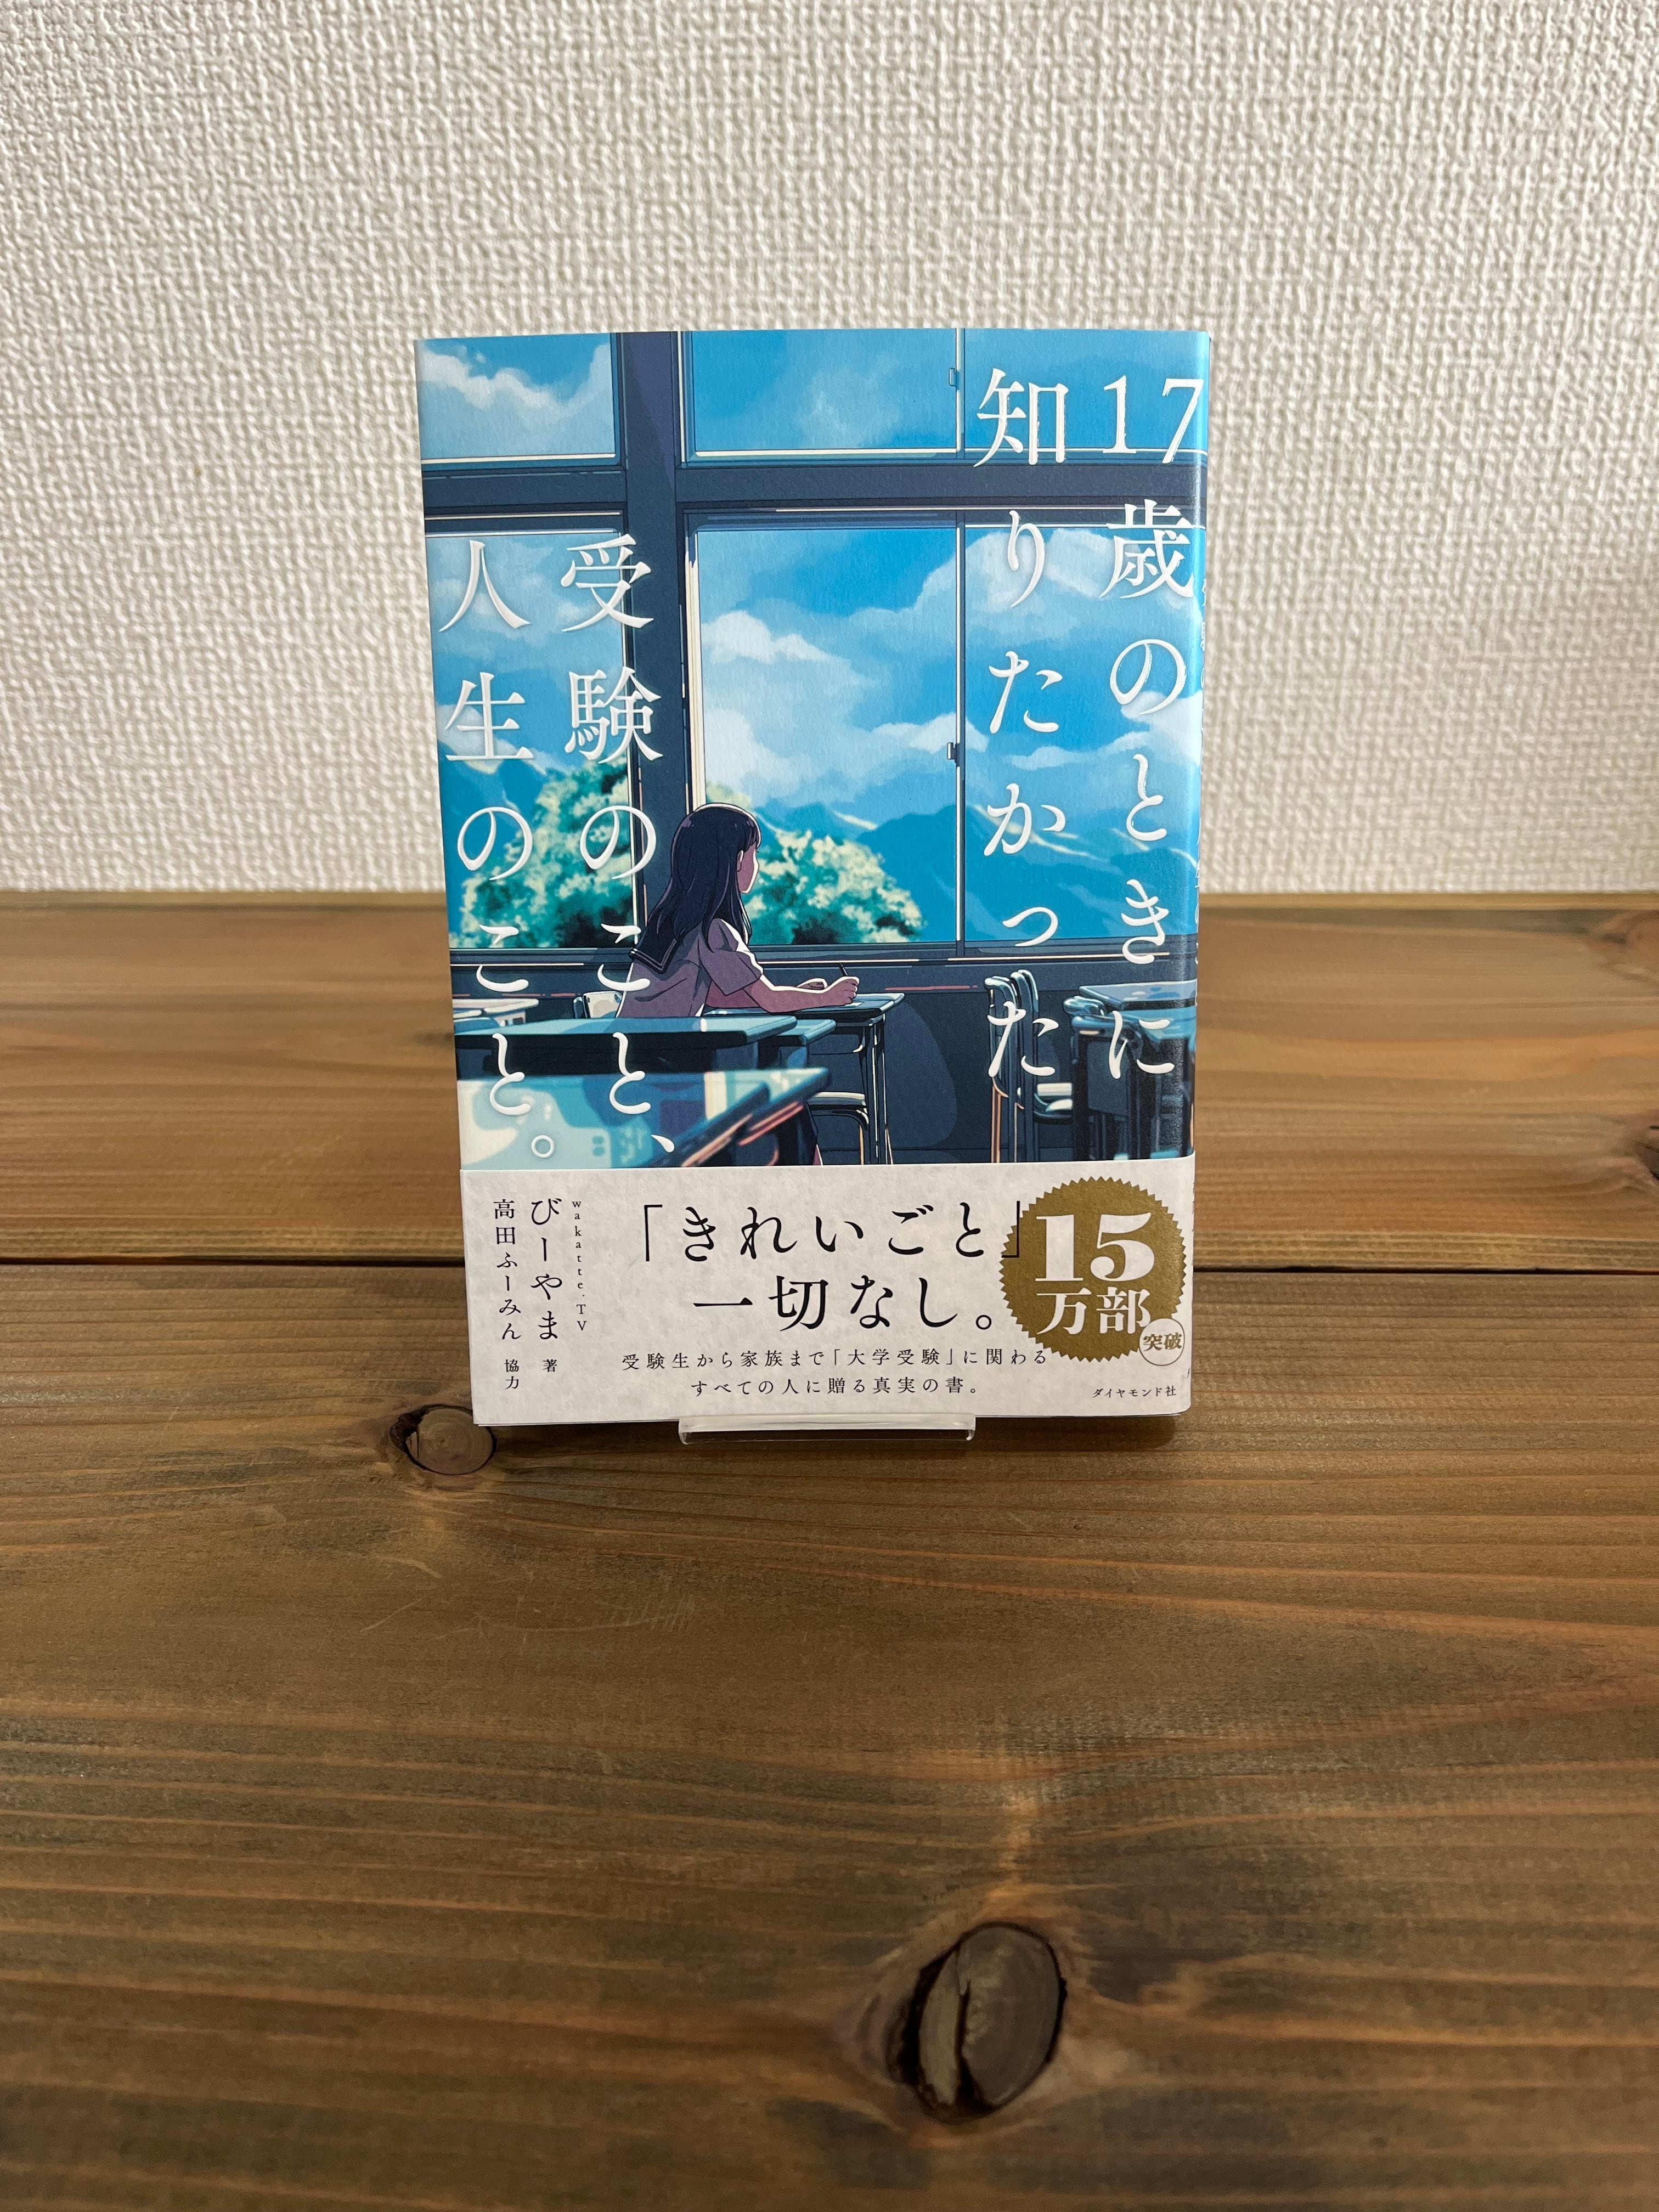 17歳のときに
知りたかった
受験のこと、
人生のこと。
「きれいごと」
一切なし。
受験生から家族まで「大学受験」に関わる
すべての人に贈る真実の書。
15
万部
突破
wakatte.TV
びーやま 著
高田ふーみん 協力
ダイヤモンド社